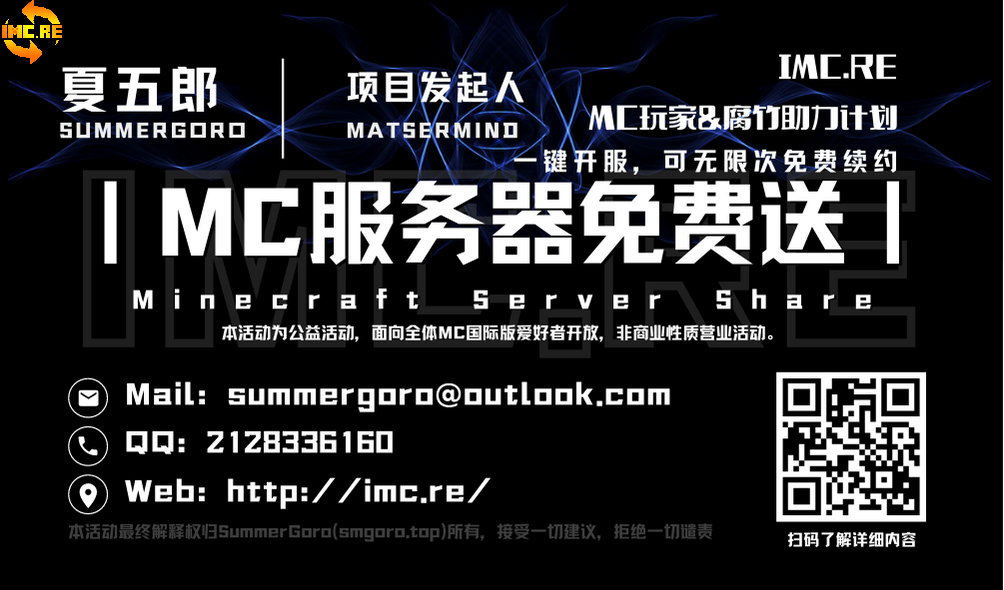 IMC.RE
夏五郎
SUMMERGORO
项目发起人
MATSERMIND
IMC.RE
MC玩家&腐竹助力计划
一键开服，可无限次免费续约
IMC.RE
| MC服务器免费送 |
Minecraft Server Share
本活动为公益活动，面向全体MC国际版爱好者开放，非商业性质营业活动。
Mail: summergoro@outlook.com
QQ: 2128336160
Web: http://imc.re/
本活动最终解释权归SummerGoro(smgoro.top)所有，接受一切建议，拒绝一切谴责
扫码了解详细内容